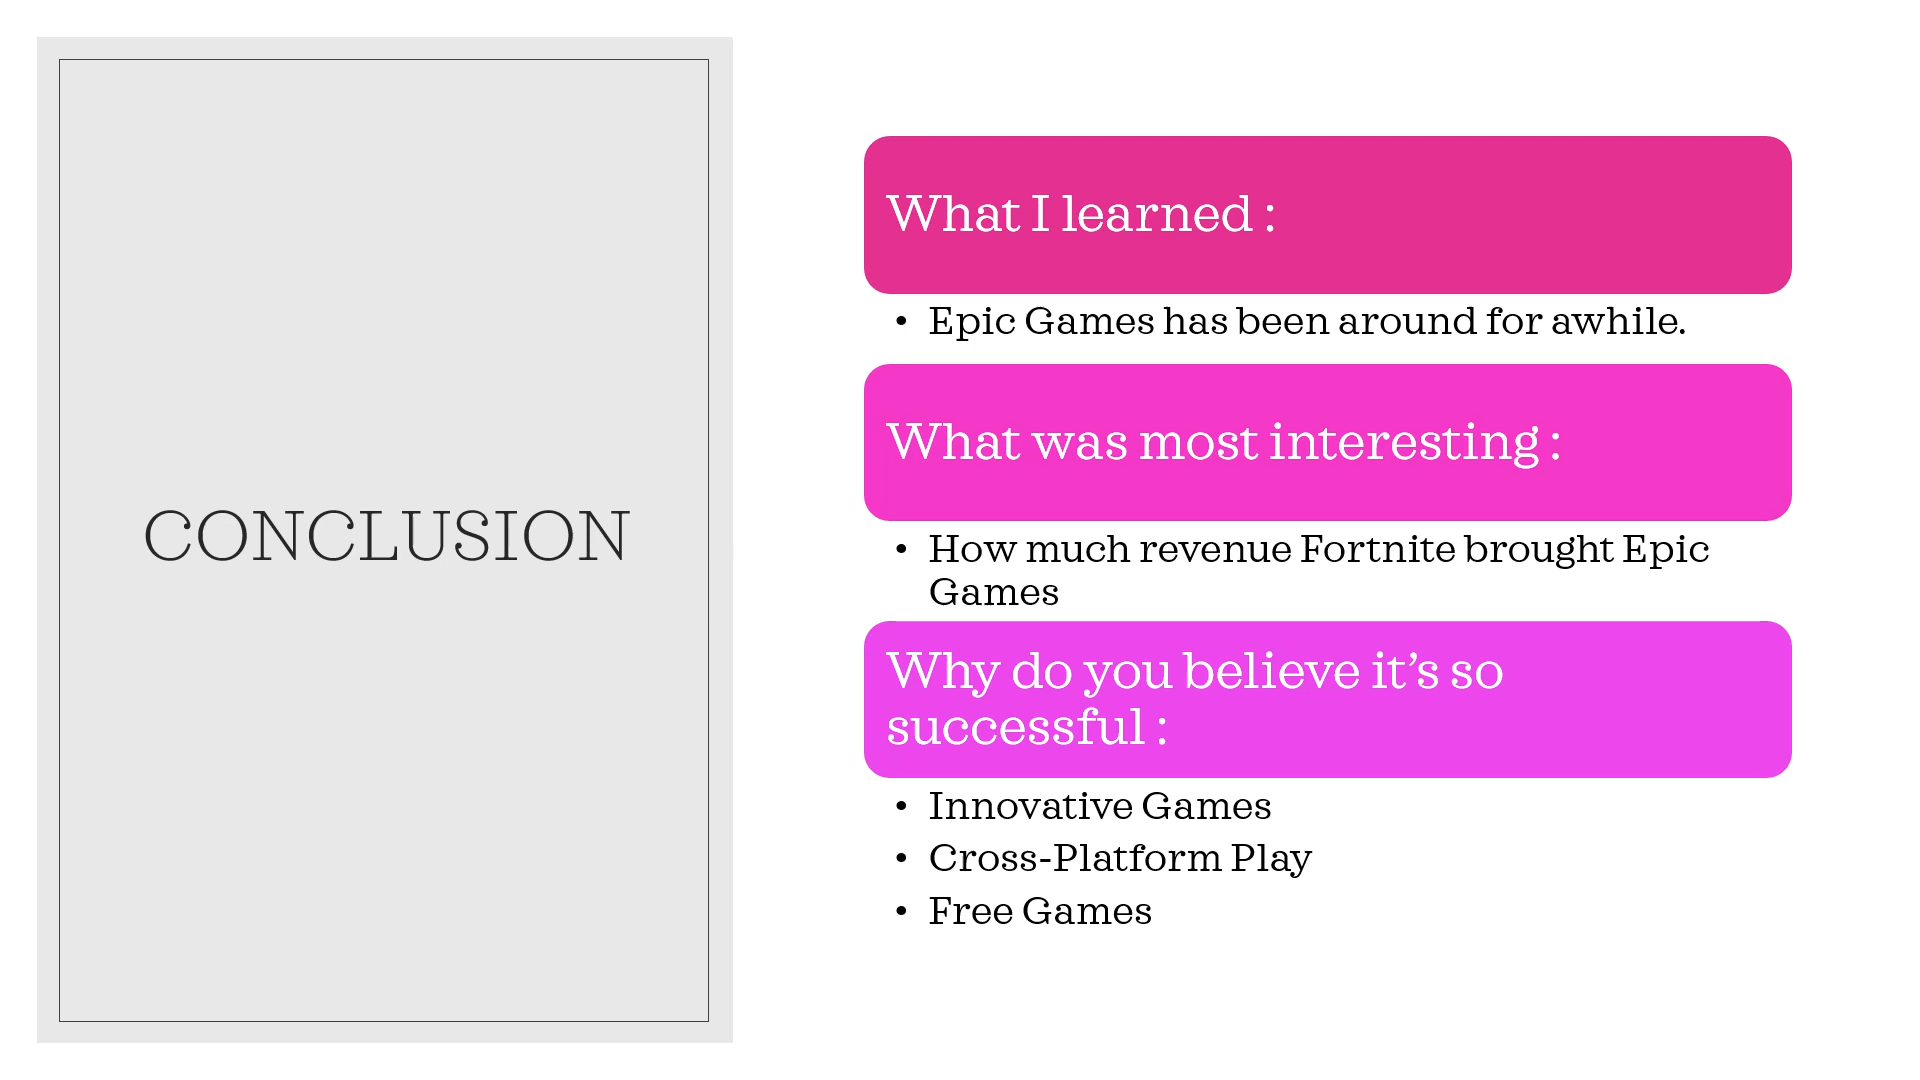 CONCLUSION
What I learned :
• Epic Games has been around for awhile.
What was most interesting :
• How much revenue Fortnite brought Epic
Games
Why do you believe it’s so
successful :
• Innovative Games
• Cross-Platform Play
• Free Games